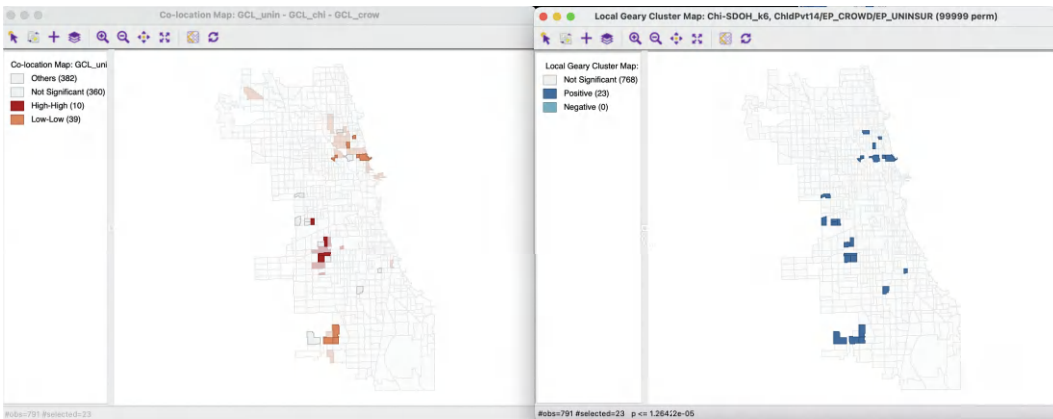 Co-location Map: GCL_unin - GCL_chi - GCL_crow
Co-location Map: GCL_uni
Others (382)
Not Significant (360)
High-High (10)
Low-Low (39)
#obs=791 #selected=23
Local Geary Cluster Map: Chi-SDOH_k6, ChldPvt14/EP_CROWD/EP_UNINSUR (99999 perm)
Local Geary Cluster Map:
Not Significant (768)
Positive (23)
Negative (0)
#obs=791 #selected=23 p <= 1.26422e-05